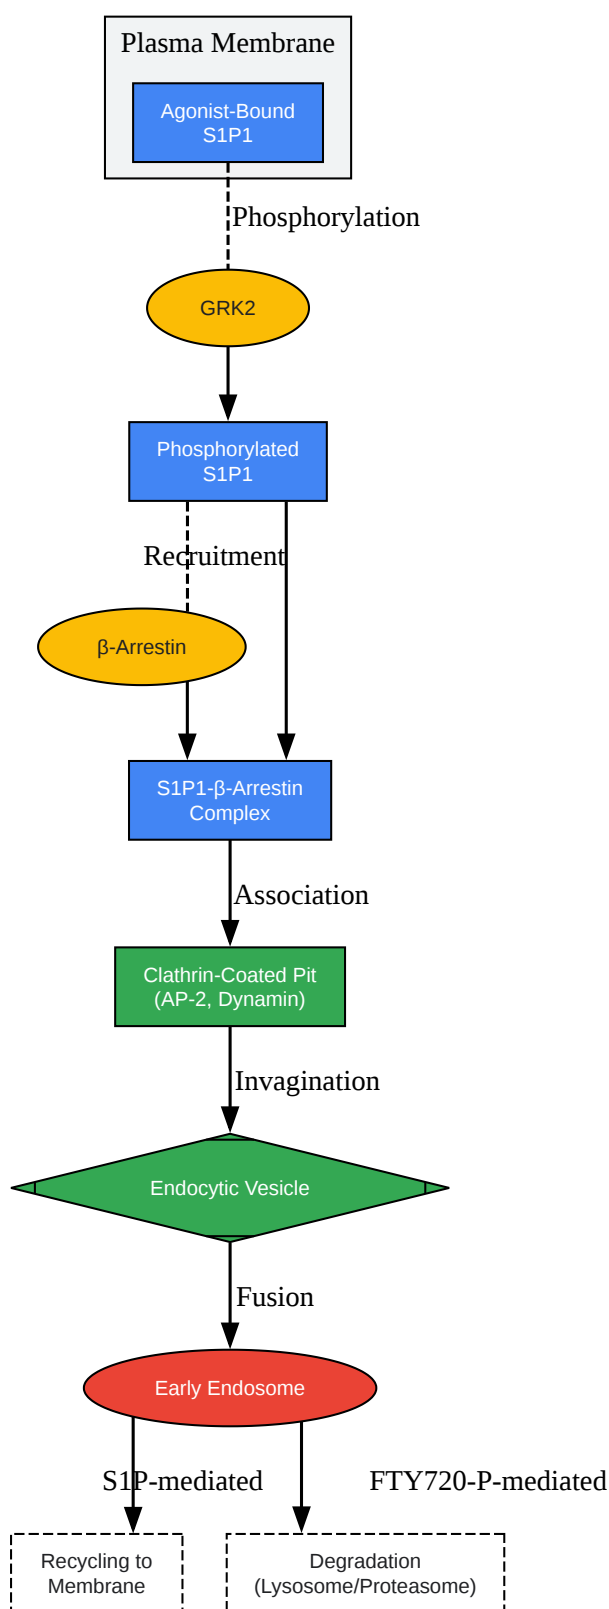 Plasma Membrane
Agonist-Bound
S1P1
Phosphorylation
GRK2
Phosphorylated
S1P1
Recruitment
β-Arrestin
S1P1-β-Arrestin
Complex
Association
Clathrin-Coated Pit
(AP-2, Dynamin)
Invagination
Endocytic Vesicle
Fusion
Early Endosome
S1P-mediated
FTY720-P-mediated
Recycling to
Membrane
Degradation
(Lysosome/Proteasome)